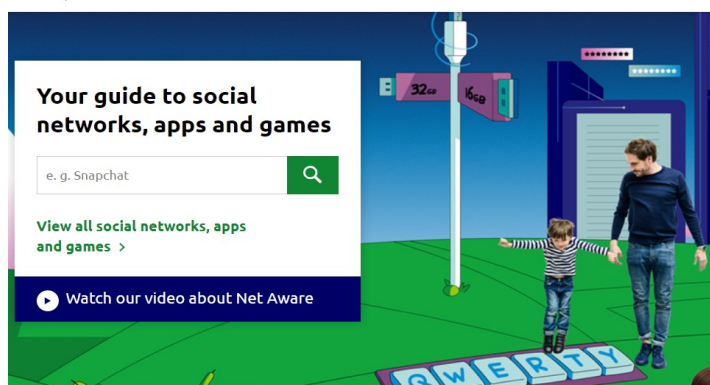 Your guide to social
networks, apps and games
e. g. Snapchat
View all social networks, apps
and games >
Watch our video about Net Aware
32GB
16GB
********
********
QWERTY